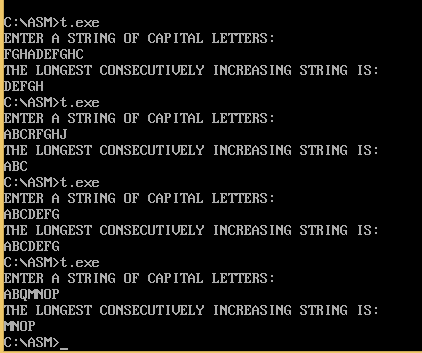 C:\ASM>t.exe
ENTER A STRING OF CAPITAL LETTERS:
FGHADEFGHC
THE LONGEST CONSECUTIVELY INCREASING STRING IS:
DEFGH
C:\ASM>t.exe
ENTER A STRING OF CAPITAL LETTERS:
ABCRFGHJ
THE LONGEST CONSECUTIVELY INCREASING STRING IS:
ABC
C:\ASM>t.exe
ENTER A STRING OF CAPITAL LETTERS:
ABCDEFG
THE LONGEST CONSECUTIVELY INCREASING STRING IS:
ABCDEFG
C:\ASM>t.exe
ENTER A STRING OF CAPITAL LETTERS:
ABQMNOP
THE LONGEST CONSECUTIVELY INCREASING STRING IS:
MNOP
C:\ASM>_